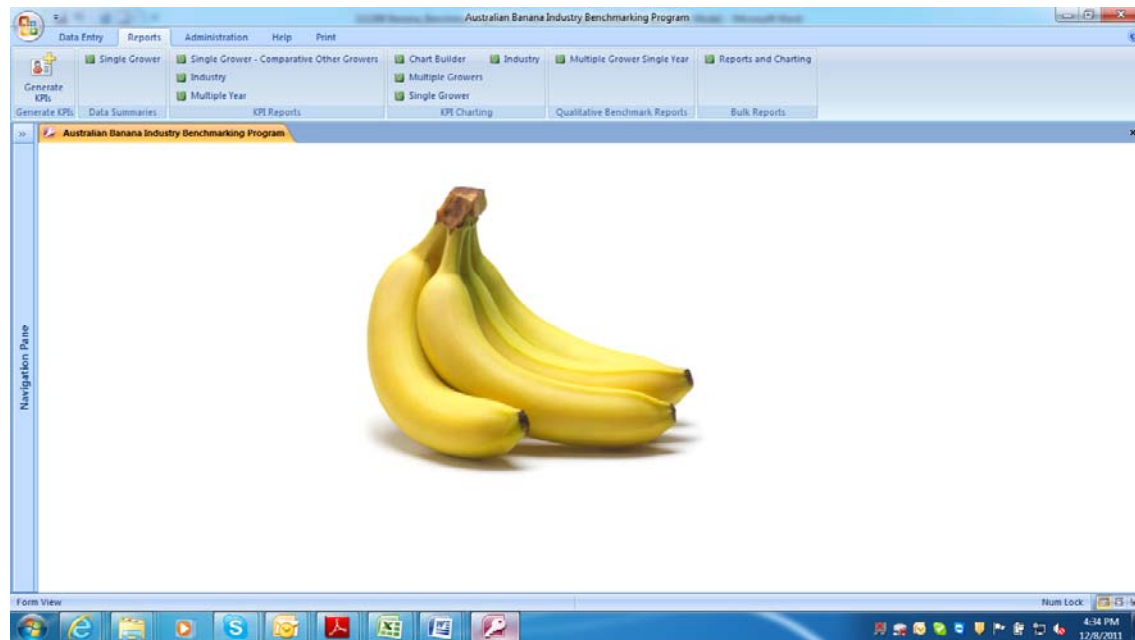 Australian Banana Industry Benchmarking Program
Data Entry Reports Administration Help Print
Generate KPIs
Single Grower
Single Grower - Comparative Other Growers
Industry
Multiple Year
Chart Builder
Industry
Multiple Growers
Single Grower
Multiple Grower Single Year
Reports and Charting
Generate KPIs Data Summaries KPI Reports KPI Charting Qualitative Benchmark Reports Bulk Reports
Australian Banana Industry Benchmarking Program
Navigation Pane
Form View Num Lock
4:34 PM
12/8/2011